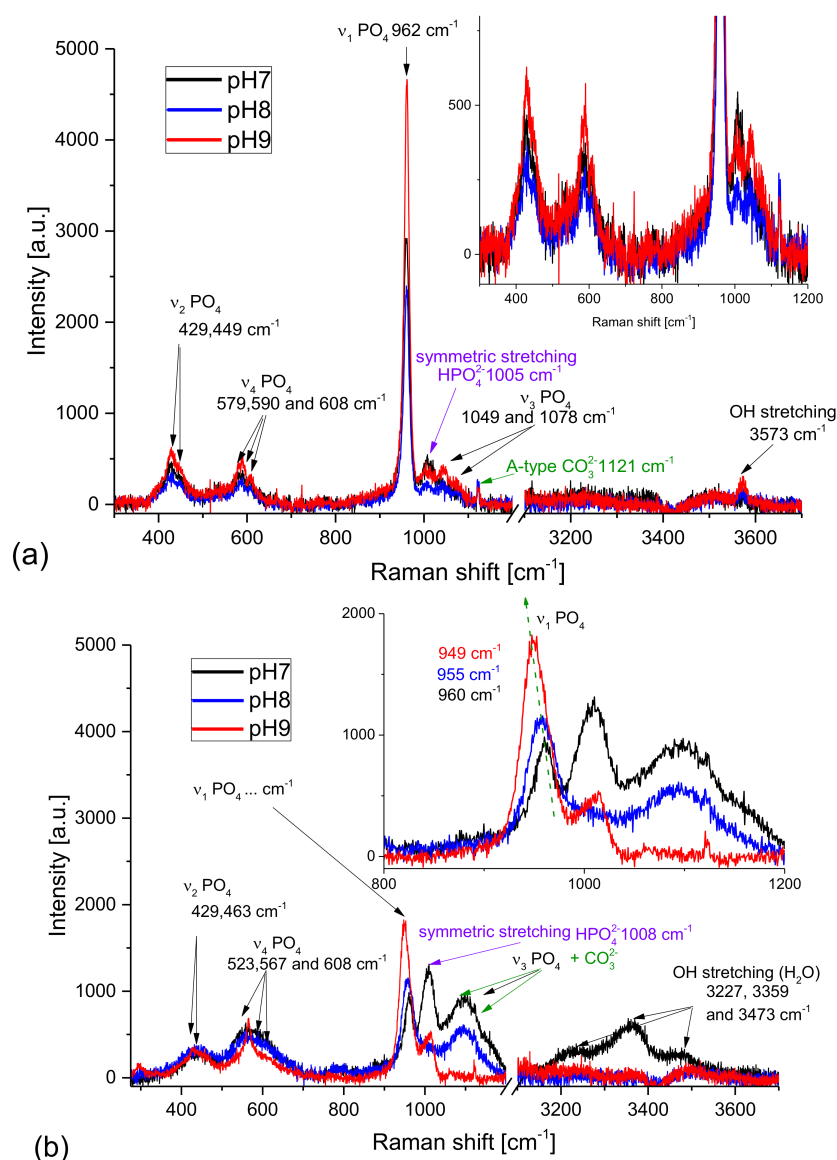 ν₁ PO₄ 962 cm⁻¹
5000
4000
3000
2000
1000
0
Intensity [a.u.]
pH7
pH8
pH9
500
0
400 600 800 1000 1200
Raman shift [cm⁻¹]
ν₂ PO₄
429,449 cm⁻¹
ν₄ PO₄
579,590 and 608 cm⁻¹
symmetric stretching
HPO₄²⁻1005 cm⁻¹
ν₃ PO₄
1049 and 1078 cm⁻¹
A-type CO₃²⁻1121 cm⁻¹
OH stretching
3573 cm⁻¹
400 600 800 1000 3200 3400 3600
Raman shift [cm⁻¹]
(a)
5000
4000
3000
2000
1000
0
Intensity [a.u.]
pH7
pH8
pH9
2000
1000
0
ν₁ PO₄
949 cm⁻¹
955 cm⁻¹
960 cm⁻¹
800 1000 1200
ν₁ PO₄ ... cm⁻¹
ν₂ PO₄
429,463 cm⁻¹
ν₄ PO₄
523,567 and 608 cm⁻¹
symmetric stretching HPO₄²⁻1008 cm⁻¹
ν₃ PO₄ + CO₃²⁻
OH stretching (H₂O)
3227, 3359
and 3473 cm⁻¹
400 600 800 1000 3200 3400 3600
Raman shift [cm⁻¹]
(b)